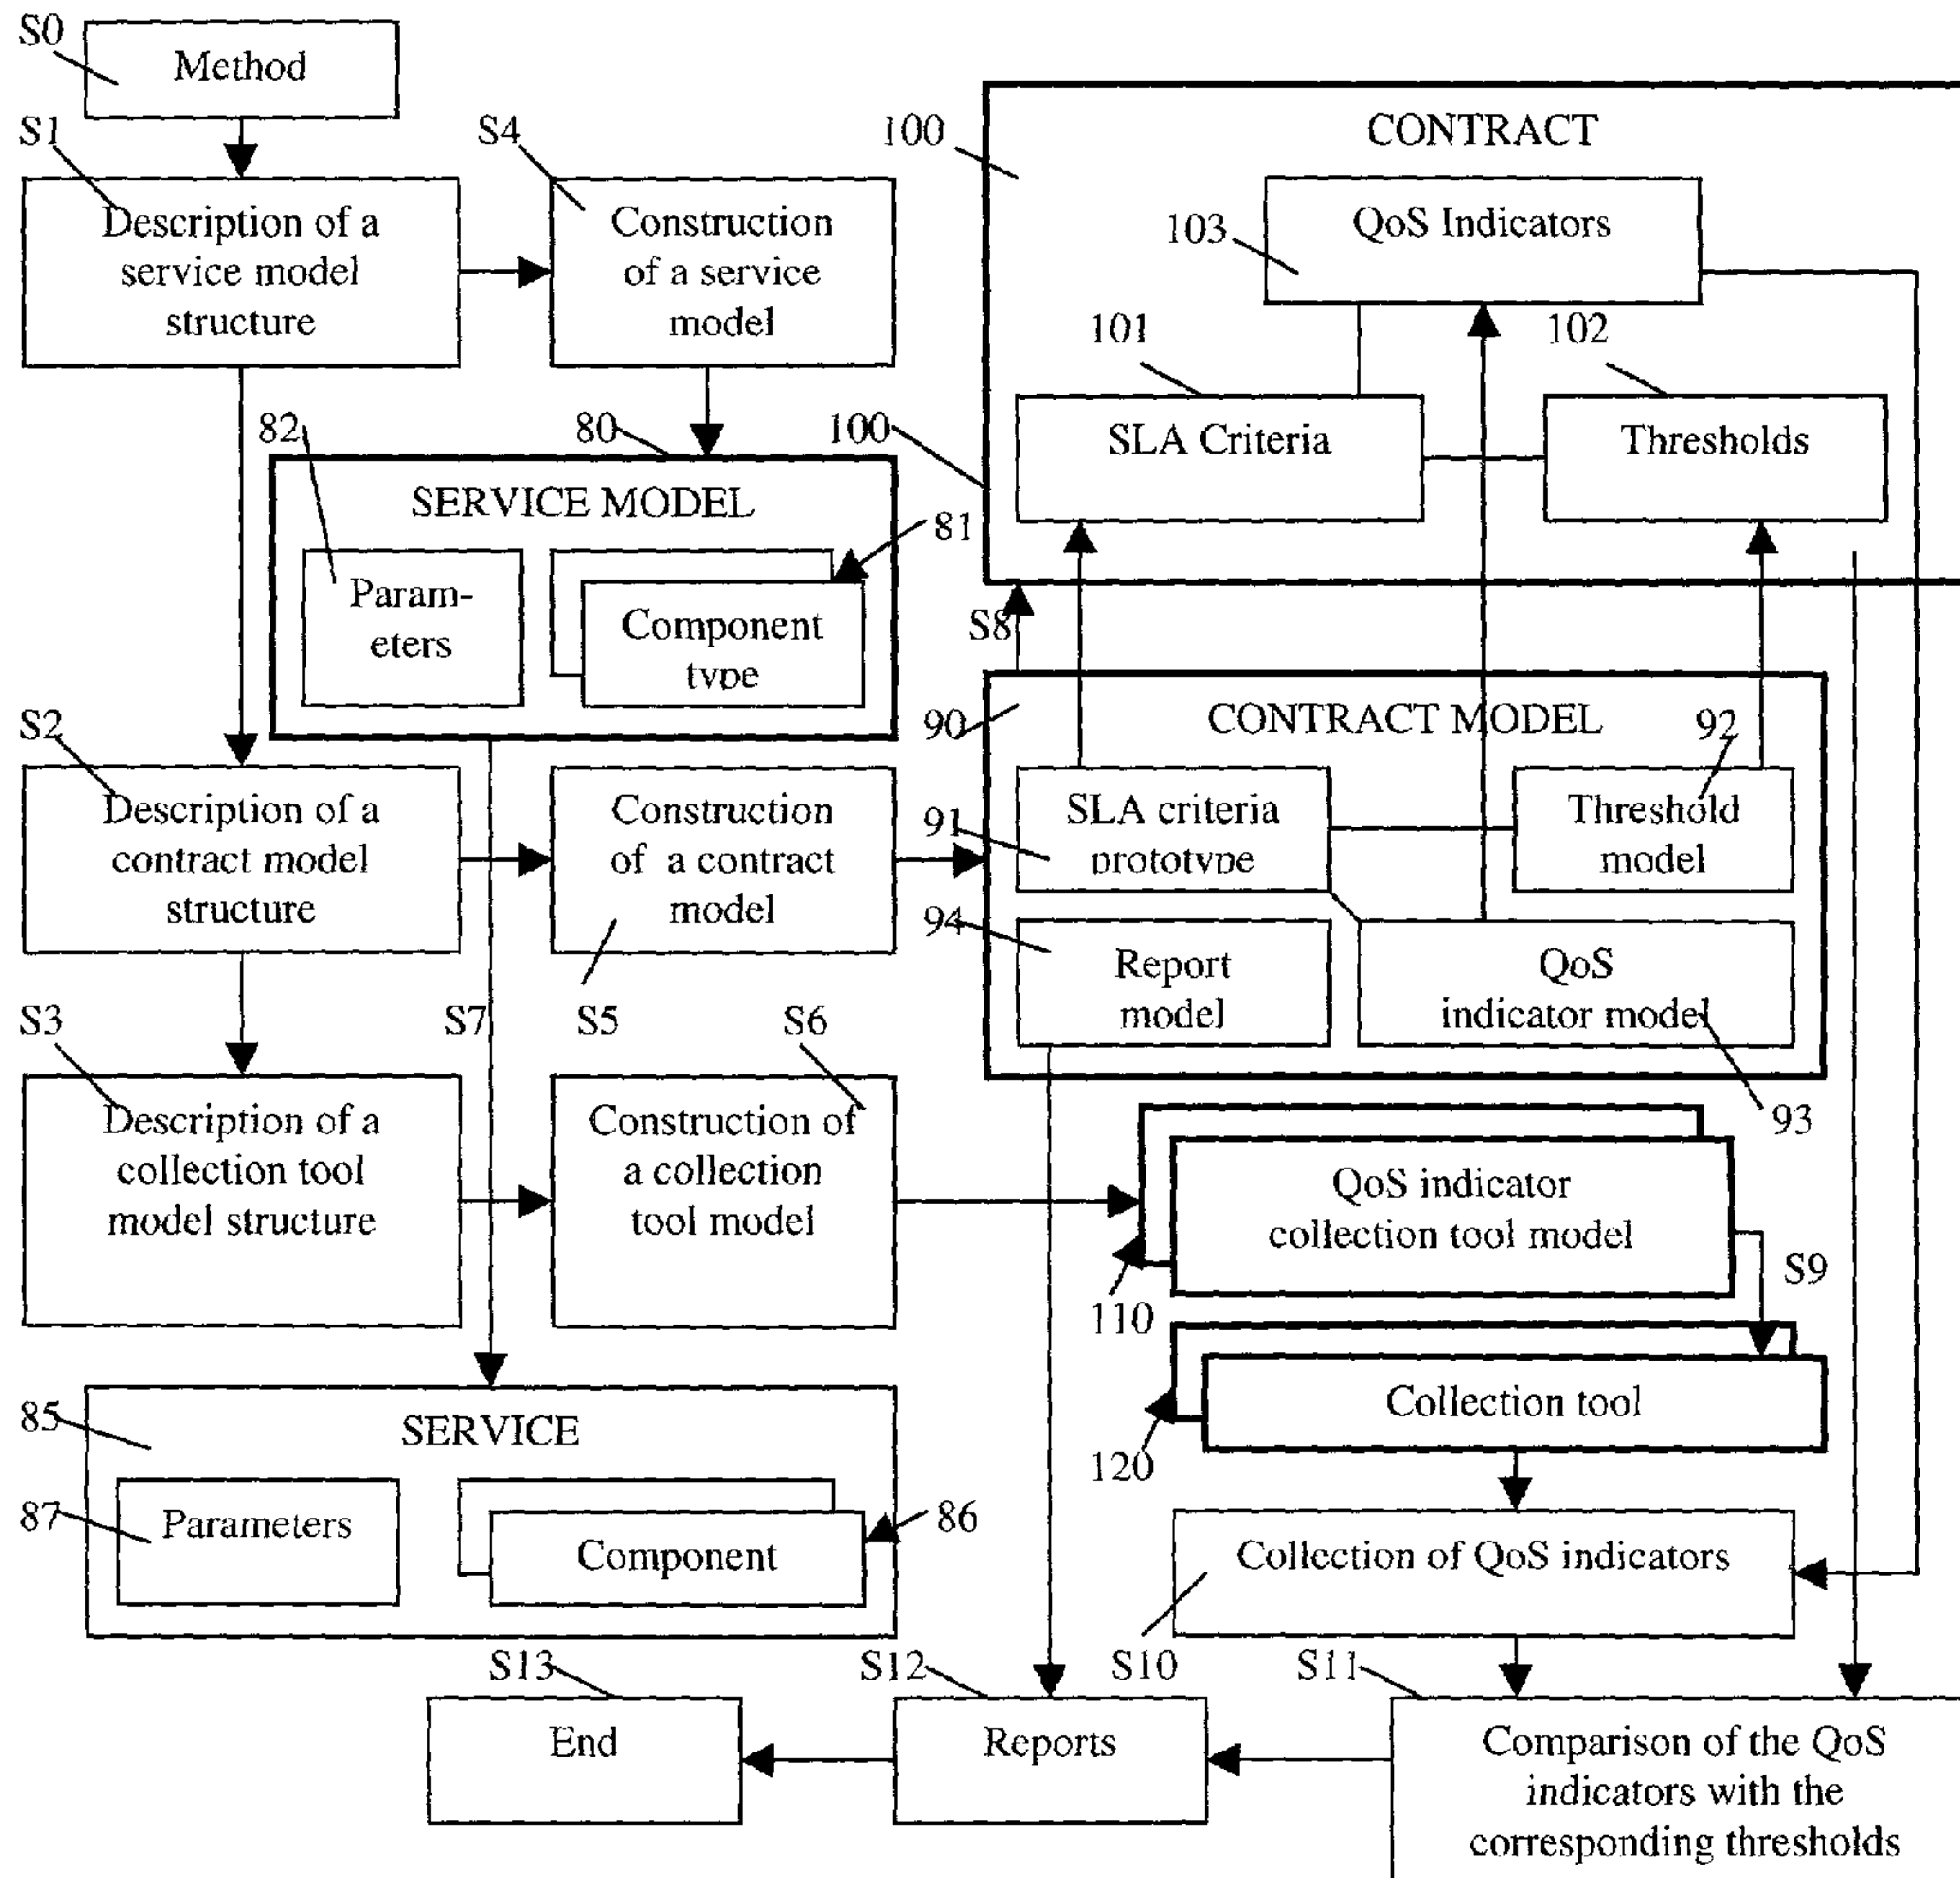 S0
Method
S1
Description of a
service model
structure
S4
Construction
of a service
model
100
CONTRACT
103
QoS Indicators
101
SLA Criteria
102
Thresholds
100
82
80
SERVICE MODEL
81
Param-
eters
Component
type
S8
S2
Description of a
contract model
structure
Construction
of a contract
model
S5
90
CONTRACT MODEL
92
91
SLA criteria
prototype
Threshold
model
94
Report
model
QoS
indicator model
93
S3
Description of a
collection tool
model structure
S7
S6
Construction of
a collection
tool model
QoS indicator
collection tool model
110
S9
Collection tool
120
85
SERVICE
87
Parameters
Component
86
Collection of QoS indicators
S10
S13
End
S12
Reports
S11
Comparison of the QoS
indicators with the
corresponding thresholds